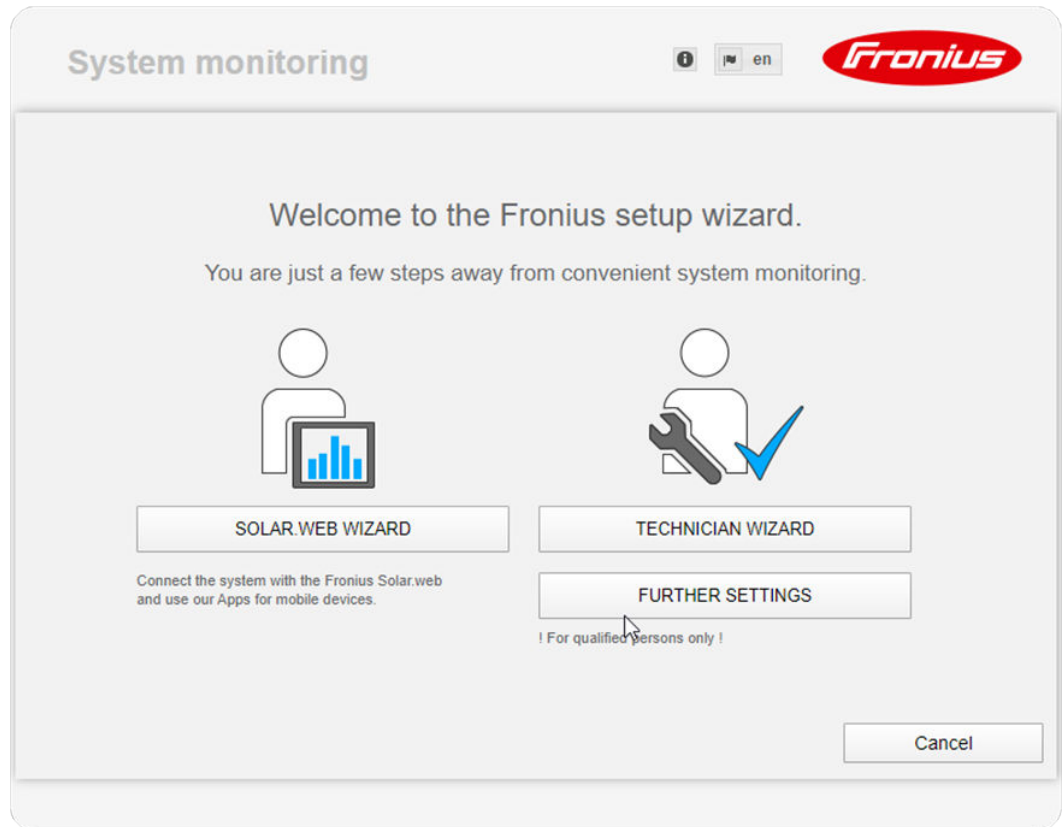 System monitoring
en
Fronius
Welcome to the Fronius setup wizard.
You are just a few steps away from convenient system monitoring.
SOLAR.WEB WIZARD
TECHNICIAN WIZARD
Connect the system with the Fronius Solar.web
and use our Apps for mobile devices.
FURTHER SETTINGS
! For qualified persons only !
Cancel